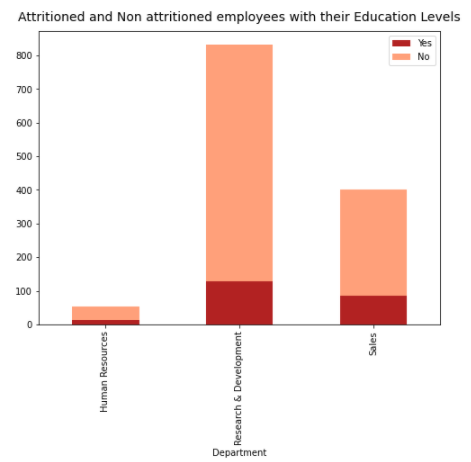 Attritioned and Non attritioned employees with their Education Levels
Yes
No
800
700
600
500
400
300
200
100
0
Human Resources
Research & Development
Sales
Department